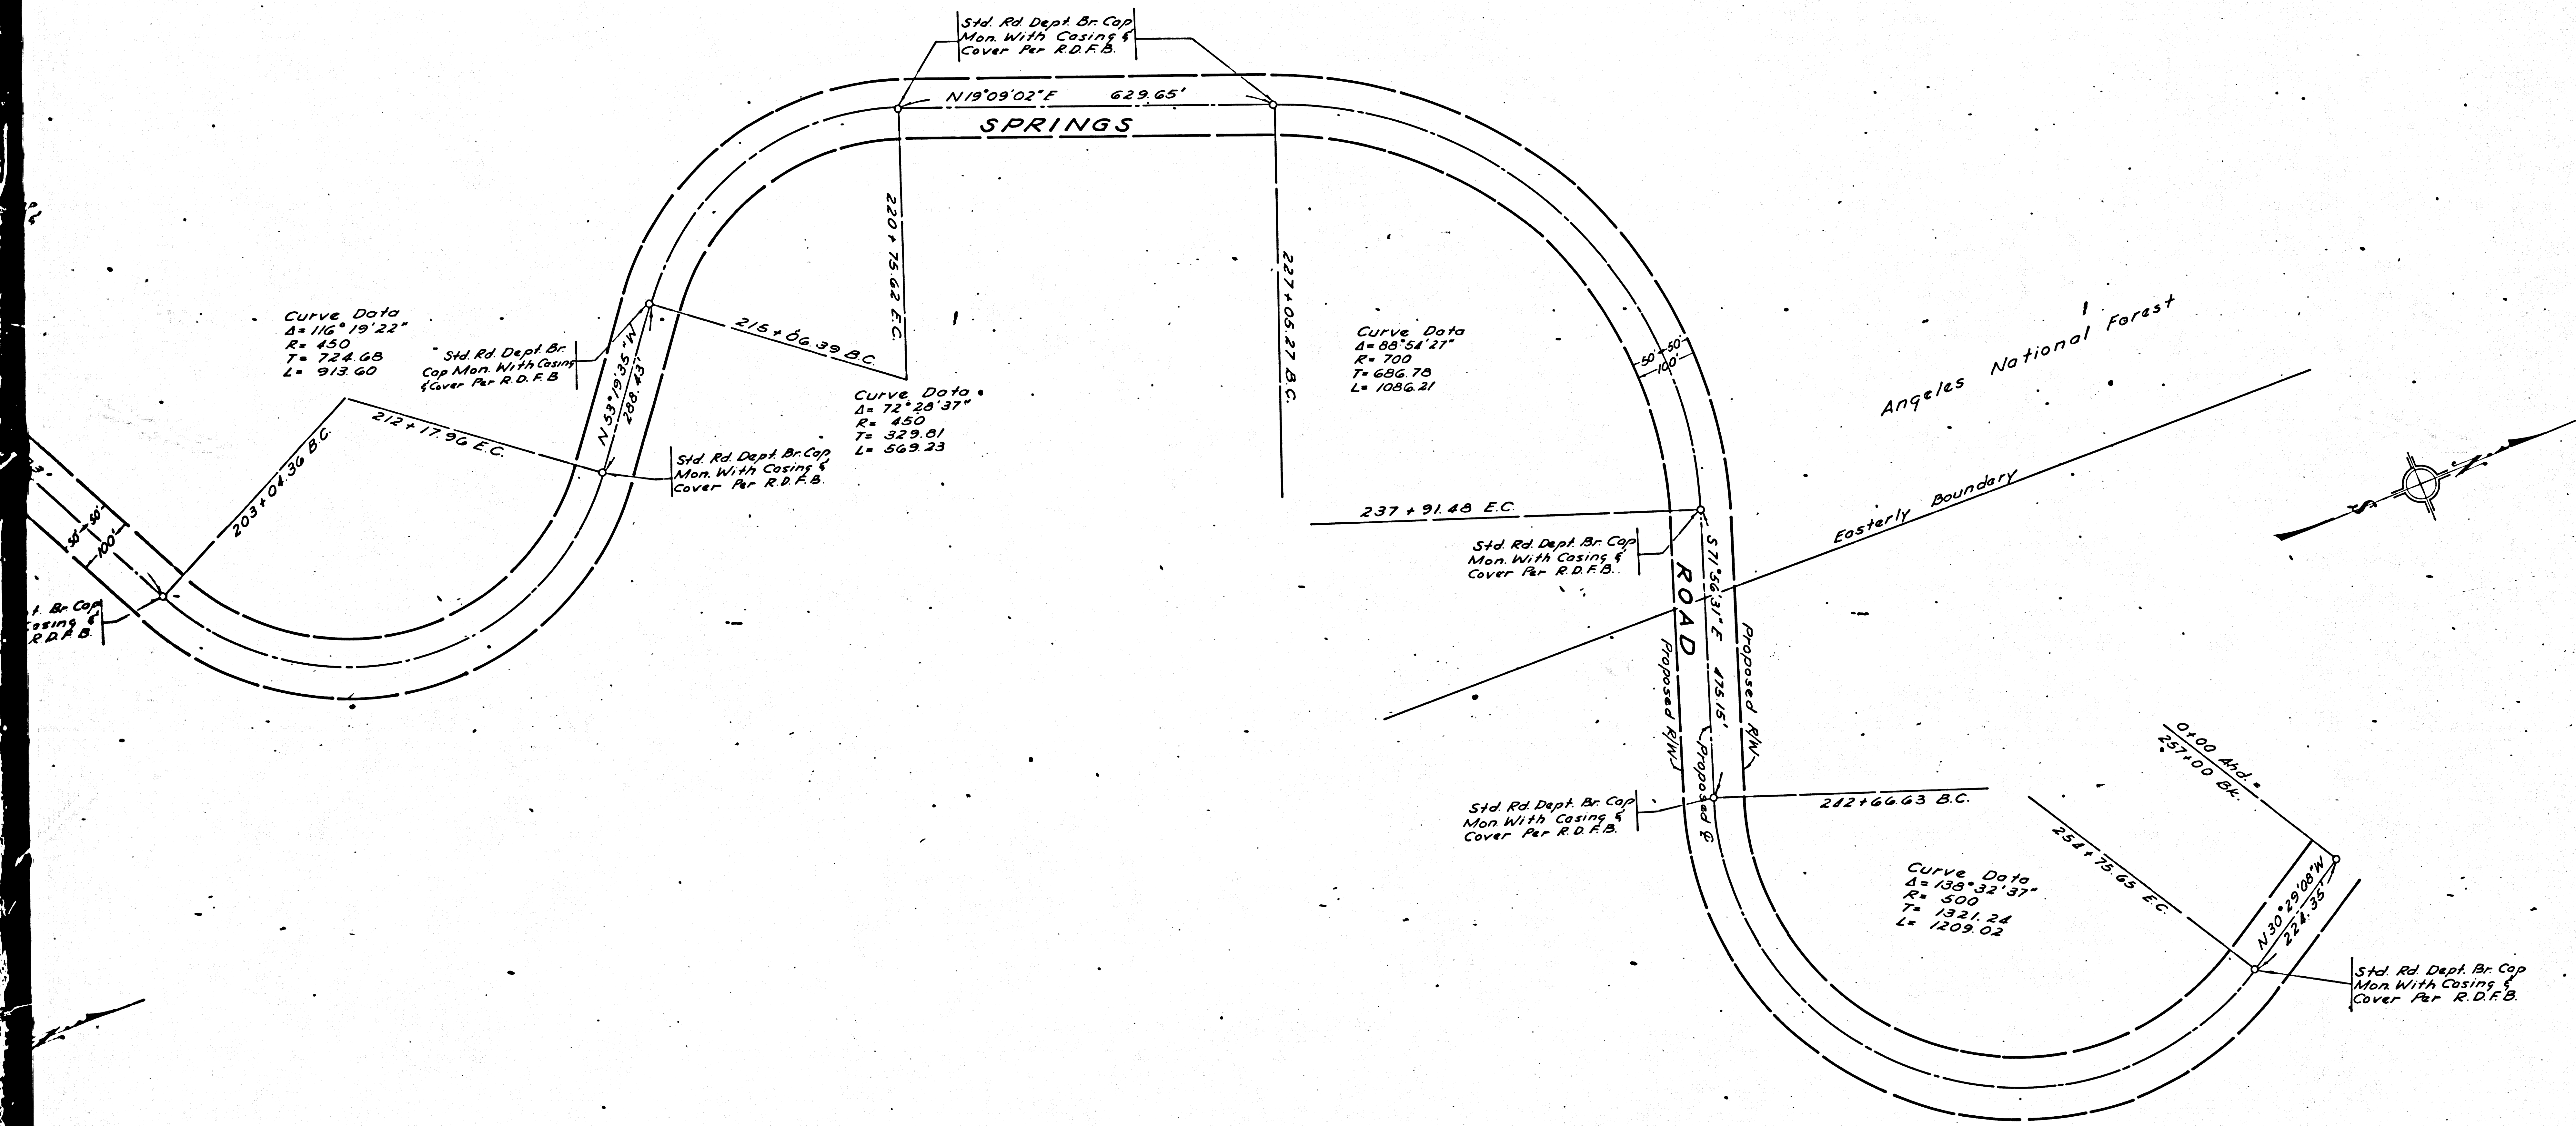 Std. Rd. Dept. Br. Cap
Mon. With Casing &
Cover Per R.D.F.B.
N19°09'02"E 629.65'
SPRINGS
220+75.62 E.C.
227+05.27 B.C.
Curve Data
Δ= 116°19'22"
R= 450
T= 724.68
L= 913.60
Std. Rd. Dept. Br.
Cap Mon. With Casing
& Cover Per R.D.F.B
N53°19'35"W
288.43'
215+06.39 B.C.
Curve Data
Δ= 72°28'37"
R= 450
T= 329.81
L= 569.23
203+04.36 B.C.
212+17.96 E.C.
Std. Rd. Dept. Br. Cap
Mon. With Casing &
Cover Per R.D.F.B.
50' 50'
100'
Br. Cap
Casing &
R.D.F.B.
Curve Data
Δ= 88°54'27"
R= 700
T= 686.78
L= 1086.21
50' 50'
100'
Angeles National Forest
Easterly Boundary
N
S
237+91.48 E.C.
Std. Rd. Dept. Br. Cap
Mon. With Casing &
Cover Per R.D.F.B.
ROAD
S71°56'31"E 475.15'
Proposed R/W
Proposed R/W
Proposed ℄
Std. Rd. Dept. Br. Cap
Mon. With Casing &
Cover Per R.D.F.B.
242+66.63 B.C.
0+00 Ahd.=
257+00 Bk.
254+75.65 E.C.
Curve Data
Δ= 138°32'37"
R= 500
T= 1321.24
L= 1209.02
N30°29'08"W
224.35'
Std. Rd. Dept. Br. Cap
Mon. With Casing &
Cover Per R.D.F.B.